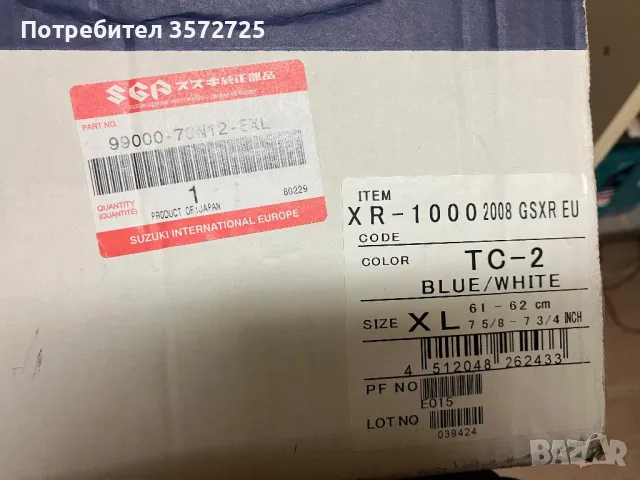 Потребител 3572725
SGP スズキ純正部品
PART NO.
99000-79N12-EXL
QUANTITY
(QUANTITÉ)
1
80229
PRODUCT OF JAPAN
SUZUKI INTERNATIONAL EUROPE
ITEM
XR-1000 2008 GSXR EU
CODE
COLOR TC-2
BLUE/WHITE
SIZE XL 61-62 cm
7 5/8-7 3/4 INCH
4 512048 262433
PF NO
E015
LOT NO
039424
BAZAR